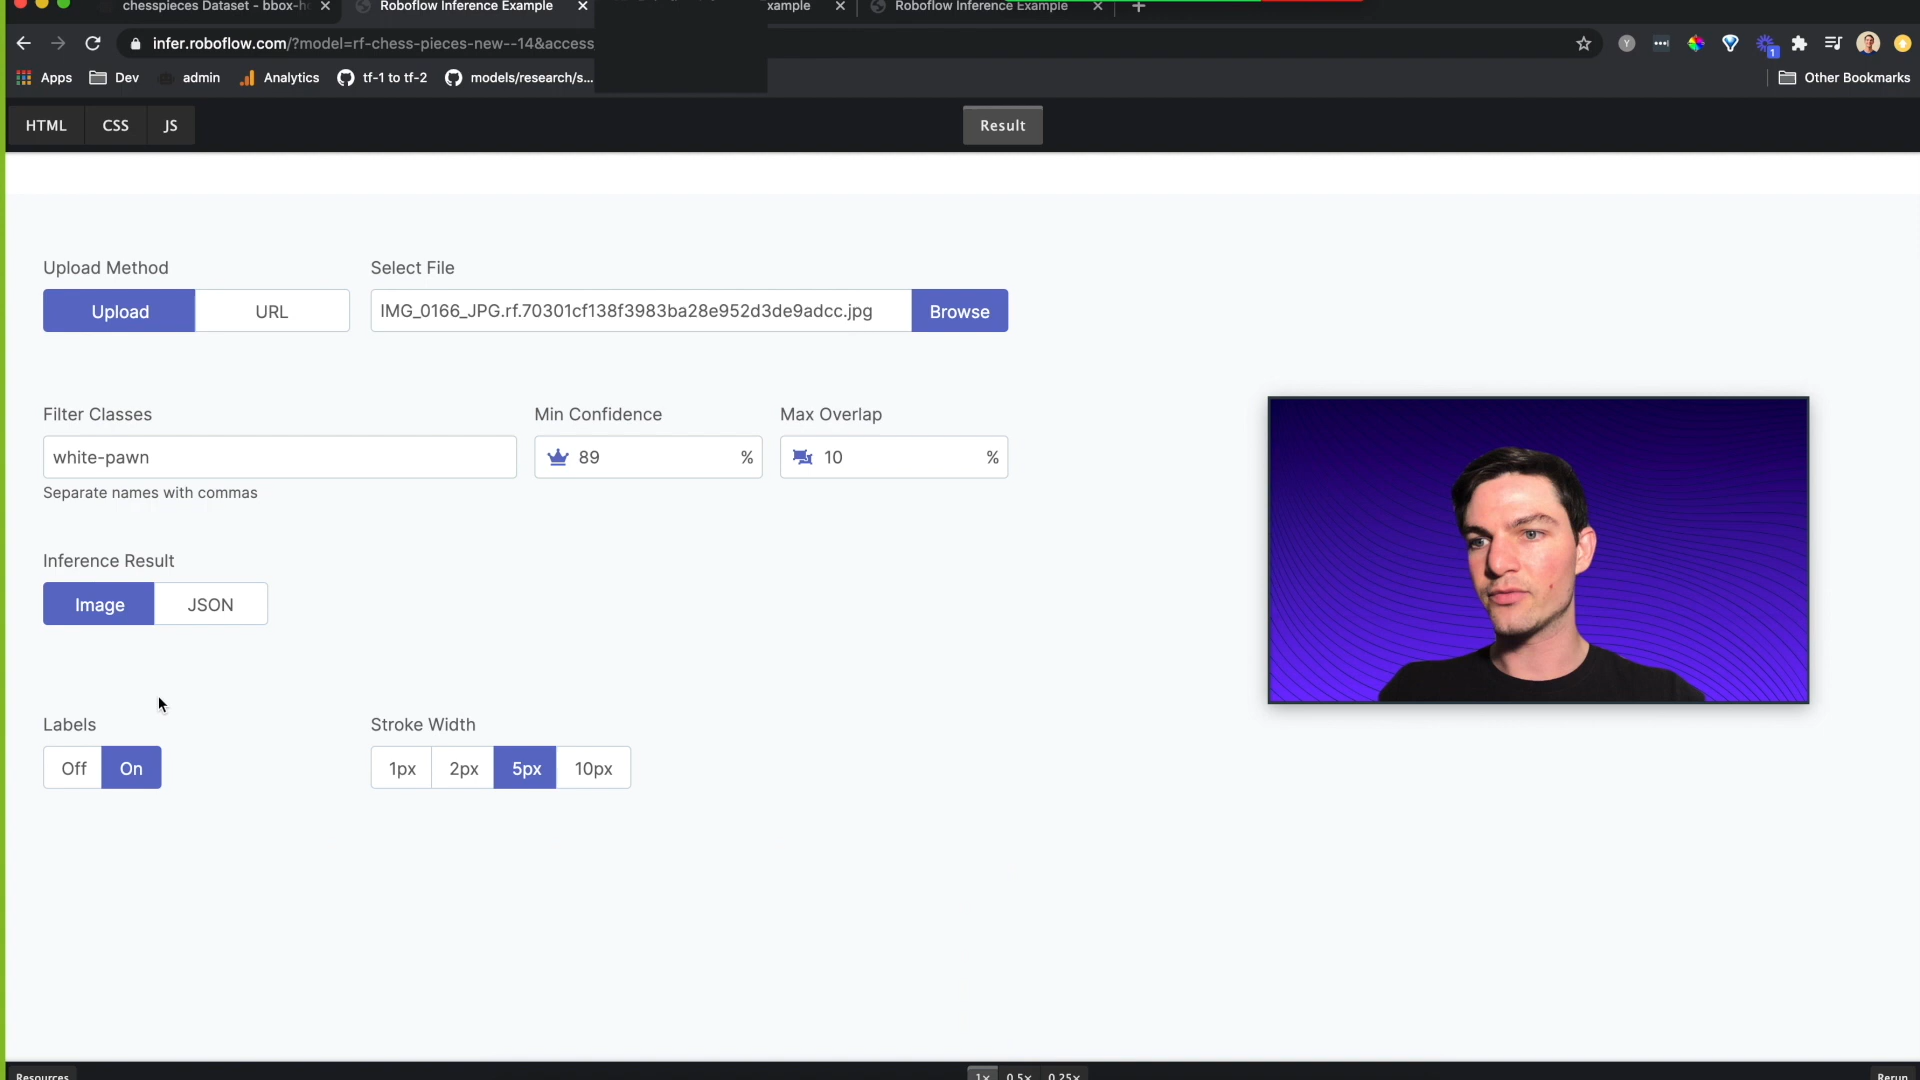 chesspieces Dataset - bbox-h
Roboflow Inference Example
xample
Roboflow Inference Example
infer.roboflow.com/?model=rf-chess-pieces-new--14&access
Y
1
Apps
Dev
admin
Analytics
tf-1 to tf-2
models/research/s...
Other Bookmarks
HTML
CSS
JS
Result
Upload Method
Select File
Upload
URL
IMG_0166_JPG.rf.70301cf138f3983ba28e952d3de9adcc.jpg
Browse
Filter Classes
Min Confidence
Max Overlap
white-pawn
89 %
10 %
Separate names with commas
Inference Result
Image
JSON
Labels
Stroke Width
Off
On
1px
2px
5px
10px
Resources
1x
0.5x
0.25x
Rerun